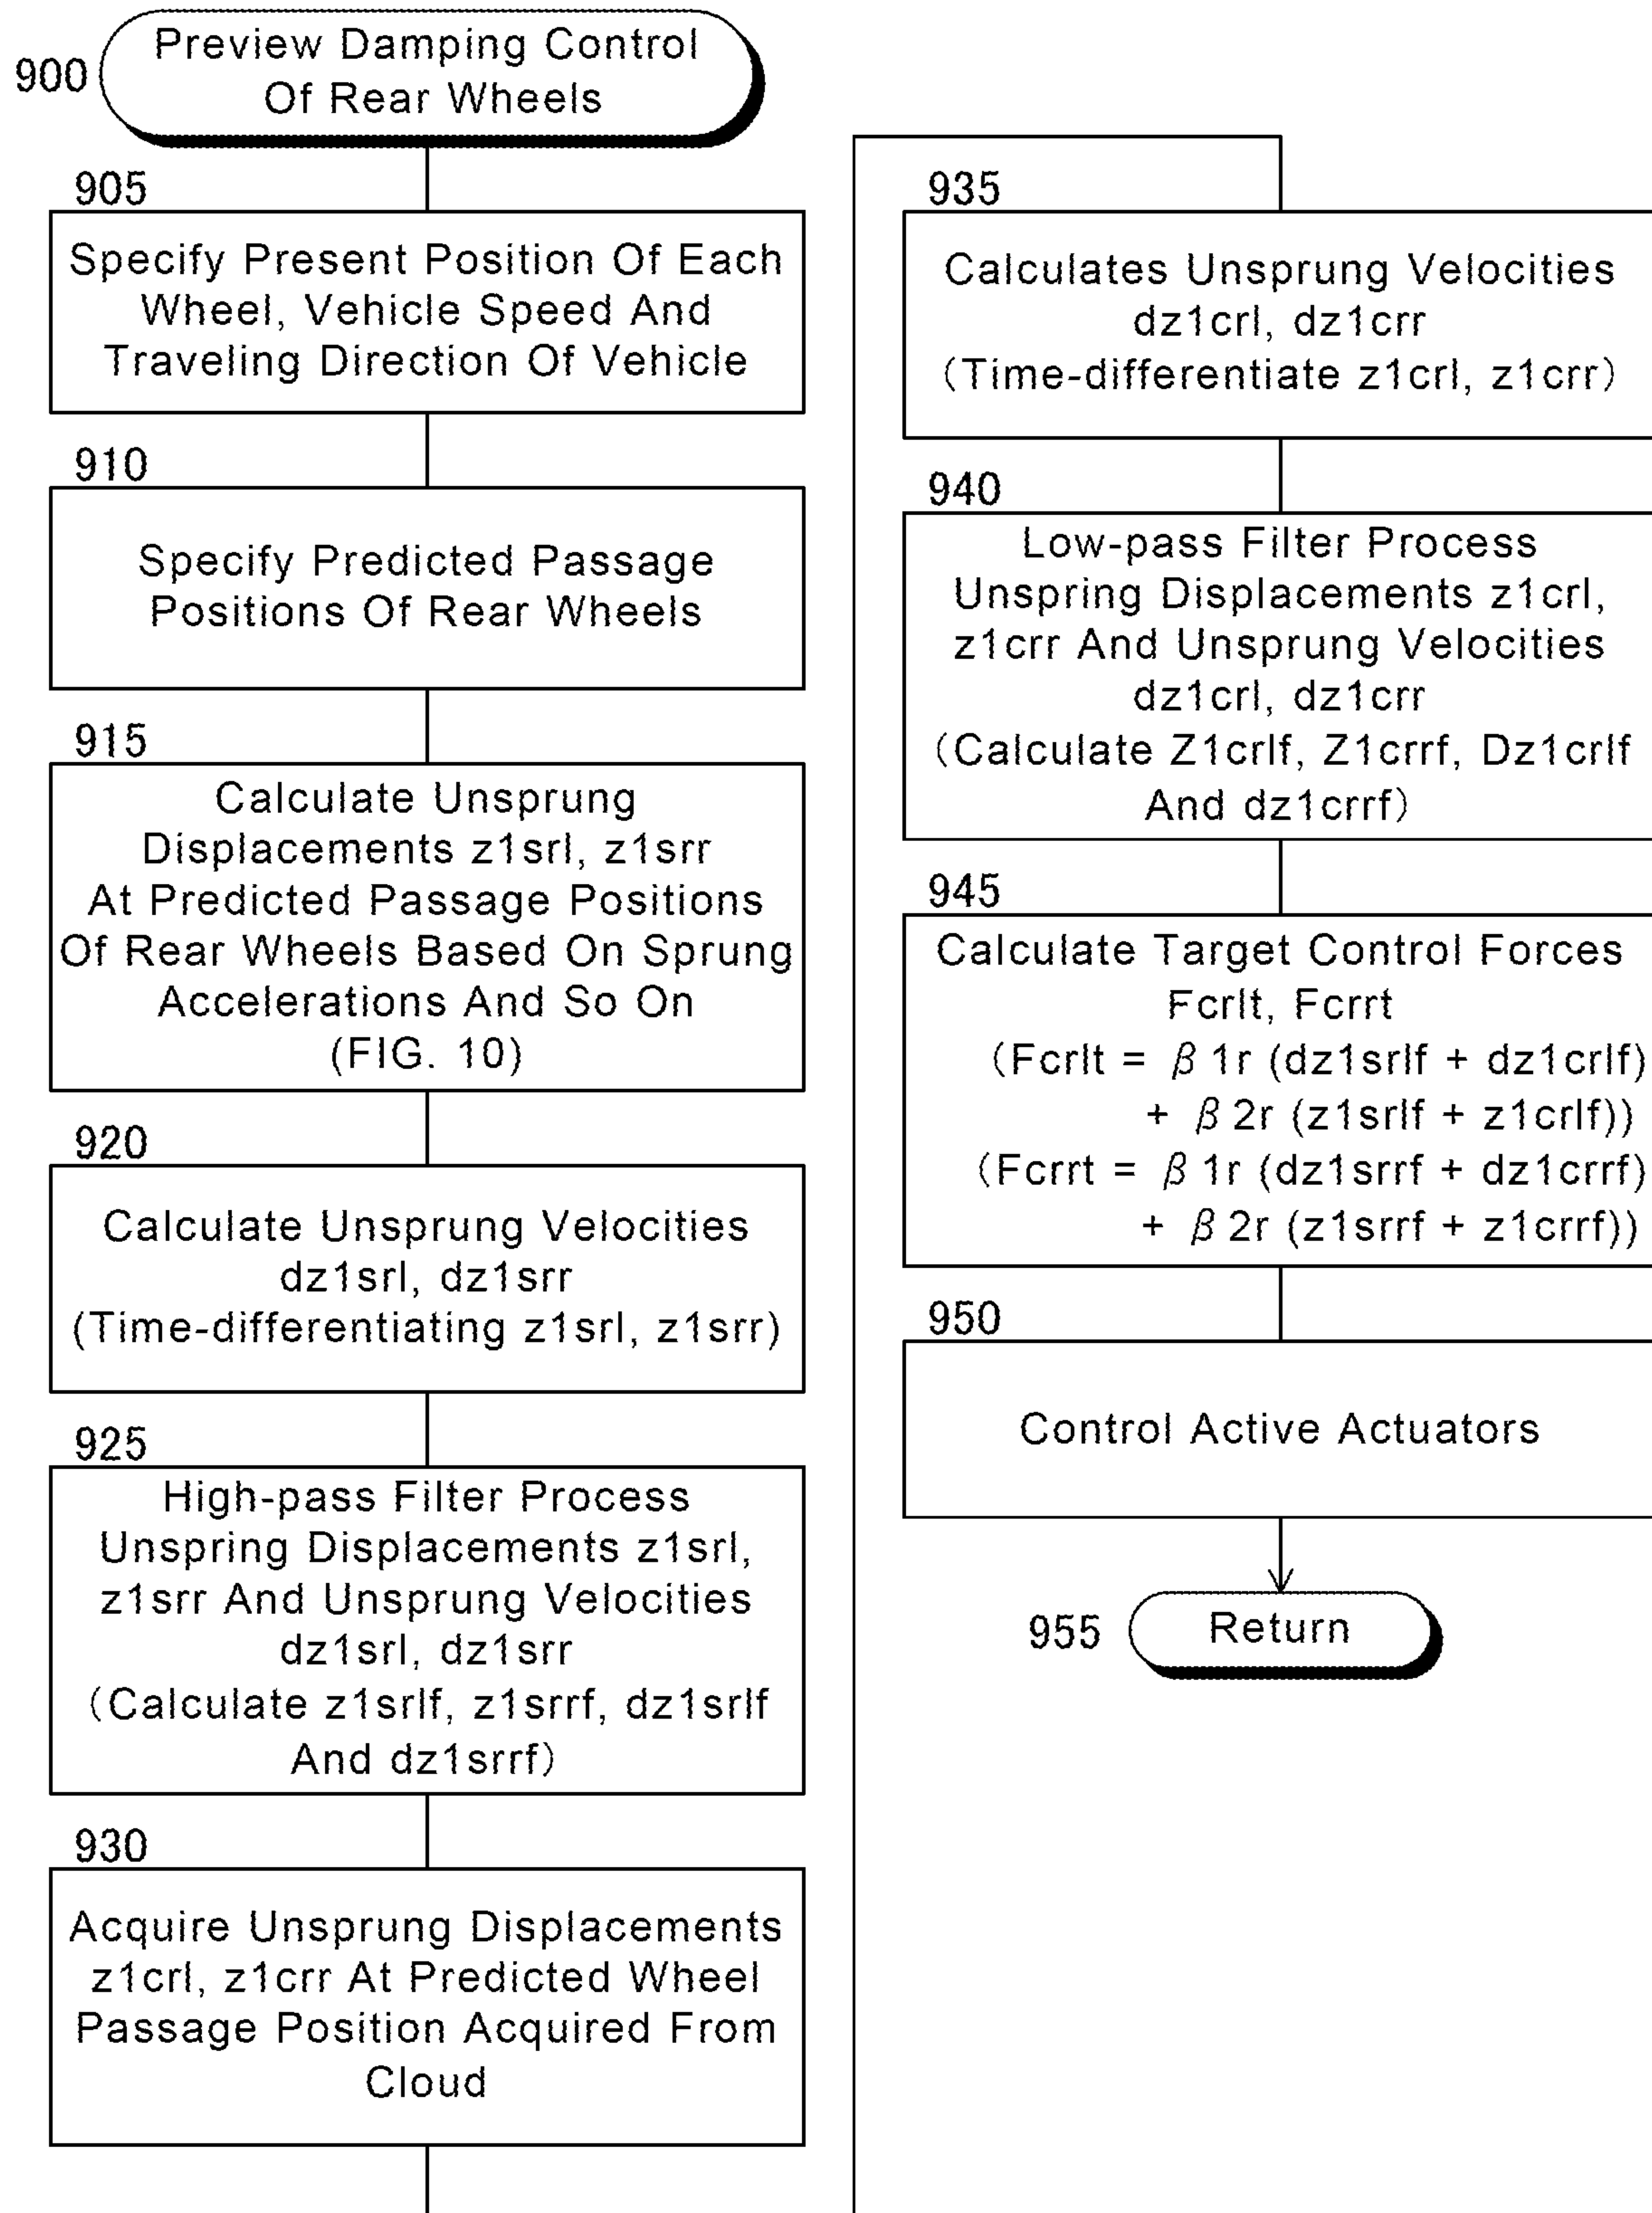 900
Preview Damping Control
Of Rear Wheels
905
Specify Present Position Of Each
Wheel, Vehicle Speed And
Traveling Direction Of Vehicle
910
Specify Predicted Passage
Positions Of Rear Wheels
915
Calculate Unsprung
Displacements z1srl, z1srr
At Predicted Passage Positions
Of Rear Wheels Based On Sprung
Accelerations And So On
(FIG. 10)
920
Calculate Unsprung Velocities
dz1srl, dz1srr
(Time-differentiating z1srl, z1srr)
925
High-pass Filter Process
Unspring Displacements z1srl,
z1srr And Unsprung Velocities
dz1srl, dz1srr
(Calculate z1srlf, z1srrf, dz1srlf
And dz1srrf)
930
Acquire Unsprung Displacements
z1crl, z1crr At Predicted Wheel
Passage Position Acquired From
Cloud
935
Calculates Unsprung Velocities
dz1crl, dz1crr
(Time-differentiate z1crl, z1crr)
940
Low-pass Filter Process
Unspring Displacements z1crl,
z1crr And Unsprung Velocities
dz1crl, dz1crr
(Calculate Z1crlf, Z1crrf, Dz1crlf
And dz1crrf)
945
Calculate Target Control Forces
Fcrlt, Fcrrt
(Fcrlt = β1r (dz1srlf + dz1crlf)
+ β2r (z1srlf + z1crlf))
(Fcrrt = β1r (dz1srrf + dz1crrf)
+ β2r (z1srrf + z1crrf))
950
Control Active Actuators
955
Return